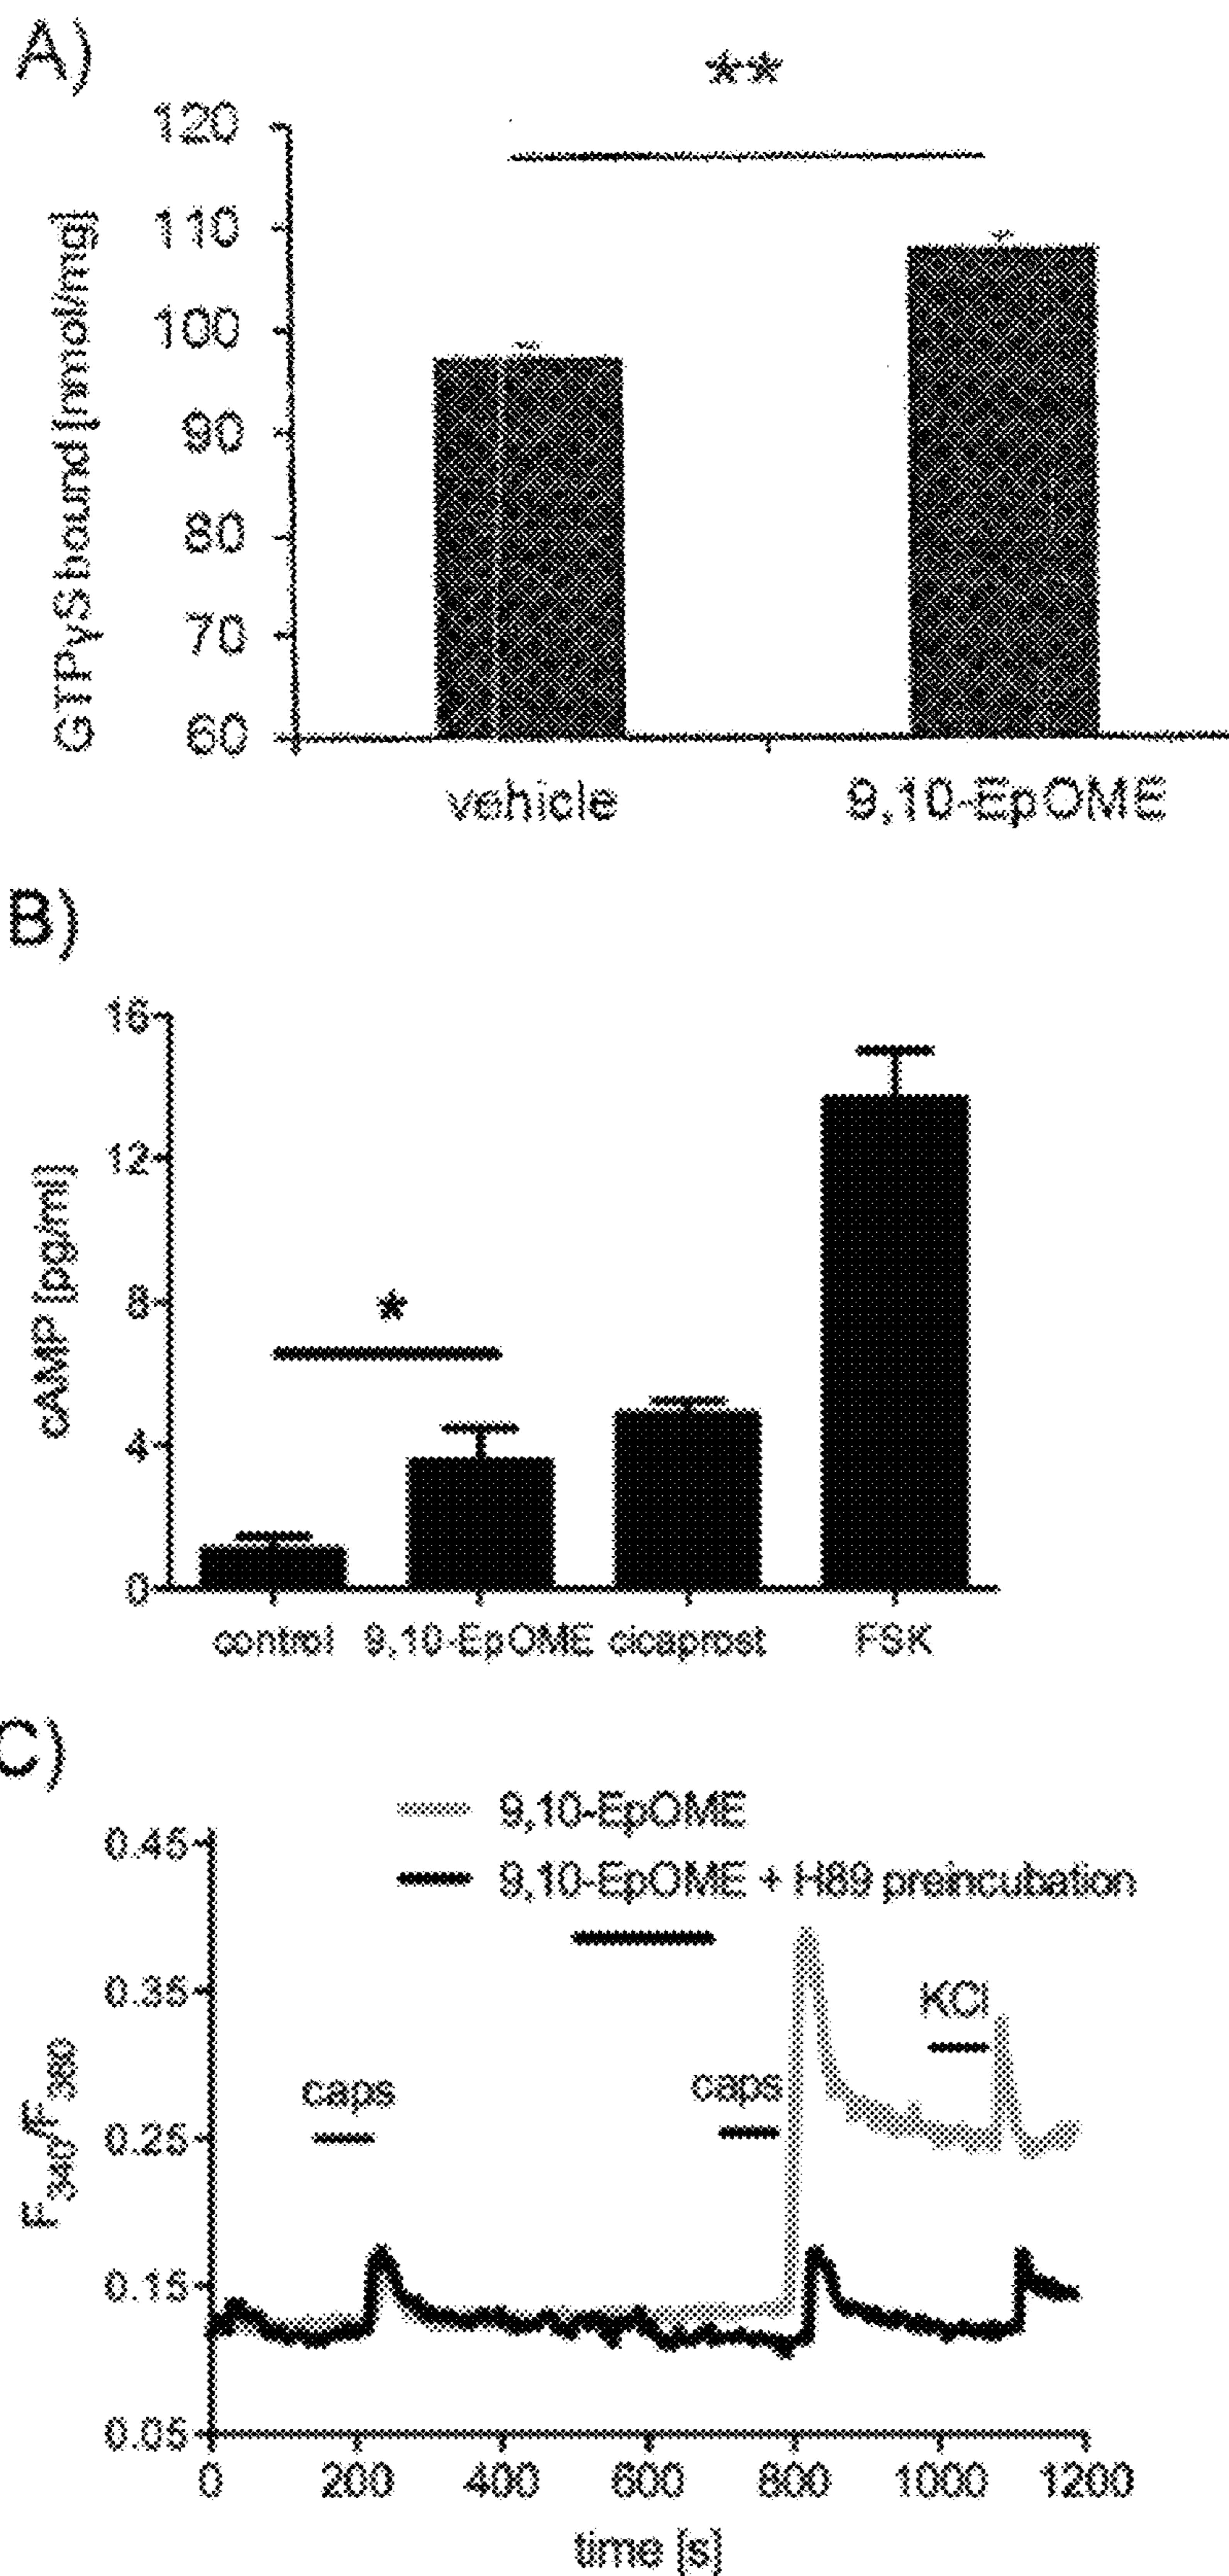 A)
**
120
110
100
90
80
70
60
GTPγS bound [nmol/mg]
vehicle 9,10-EpOME
B)
16
12
8
4
0
cAMP [pg/ml]
*
control 9,10-EpOME cicaprost FSK
C)
9,10-EpOME
9,10-EpOME + H89 preincubation
0.45
0.35
0.25
0.15
0.05
F340/F380
caps
caps
KCl
0 200 400 600 800 1000 1200
time [s]